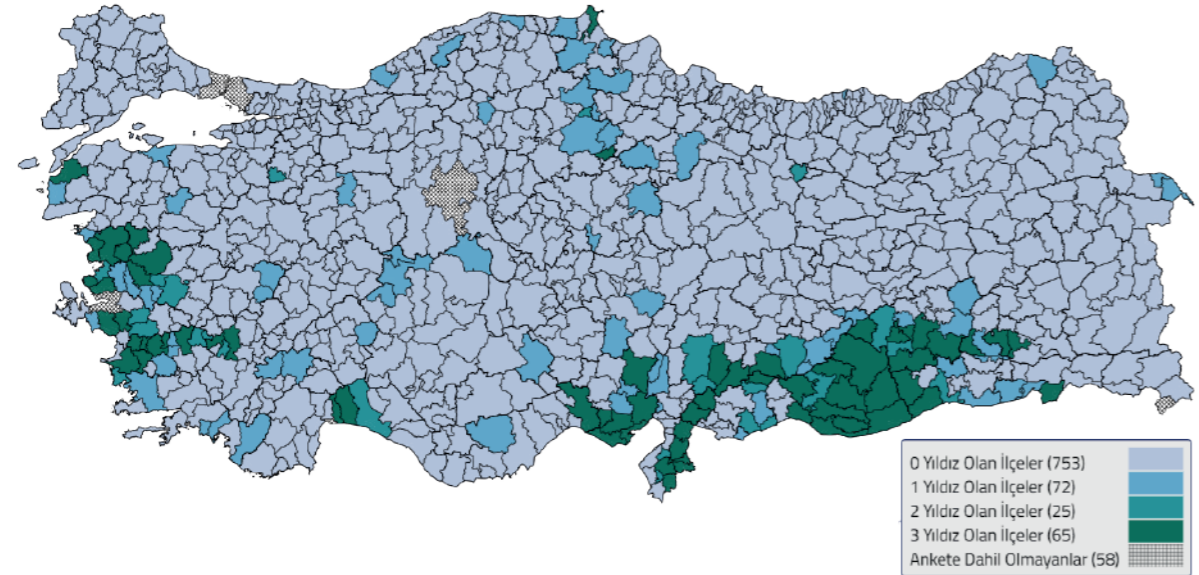 0 Yıldız Olan İlçeler (753)
1 Yıldız Olan İlçeler (72)
2 Yıldız Olan İlçeler (25)
3 Yıldız Olan İlçeler (65)
Ankete Dahil Olmayanlar (58)